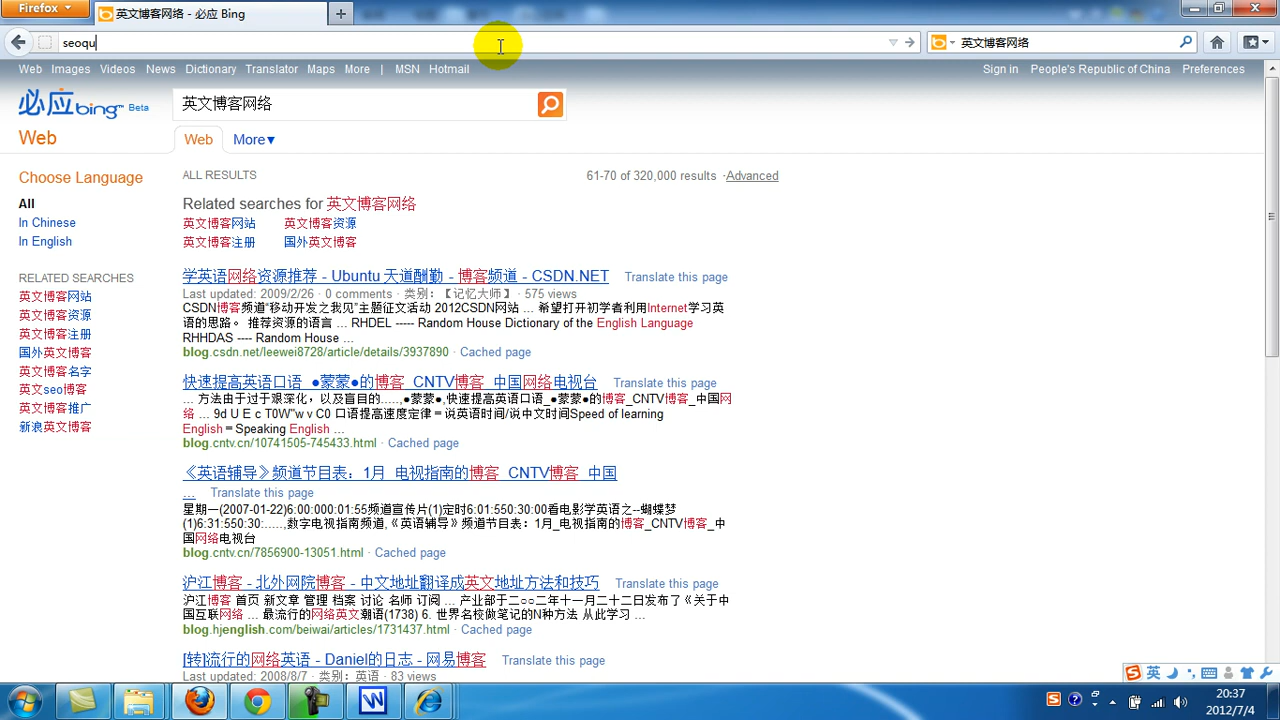 Firefox
英文博客网络 - 必应 Bing
seoqu
英文博客网络
Web Images Videos News Dictionary Translator Maps More | MSN Hotmail
Sign in People's Republic of China Preferences
必应bing™ Beta
英文博客网络
Web
Web More▾
Choose Language
ALL RESULTS
61-70 of 320,000 results ·Advanced
All
In Chinese
In English
Related searches for 英文博客网络
英文博客网站 英文博客资源
英文博客注册 国外英文博客
RELATED SEARCHES
英文博客网站
英文博客资源
英文博客注册
国外英文博客
英文博客名字
英文seo博客
英文博客推广
新浪英文博客
学英语网络资源推荐 - Ubuntu 天道酬勤 - 博客频道 - CSDN.NET Translate this page
Last updated: 2009/2/26 · 0 comments · 类别: 【记忆大师】 · 575 views
CSDN博客频道“移动开发之我见”主题征文活动 2012CSDN网站 ... 希望打开初学者利用Internet学习英
语的思路。 推荐资源的语言 ... RHDEL ----- Random House Dictionary of the English Language
RHHDAS ---- Random House ...
blog.csdn.net/leewei8728/article/details/3937890 · Cached page
快速提高英语口语_●蒙蒙●的博客_CNTV博客_中国网络电视台 Translate this page
... 方法由于过于艰深化，以及盲目的.....,●蒙蒙●,快速提高英语口语_●蒙蒙●的博客_CNTV博客_中国网
络 ... 9d U E c T0W"w v C0 口语提高速度定律＝说英语时间/说中文时间Speed of learning
English＝Speaking English ...
blog.cntv.cn/10741505-745433.html · Cached page
《英语辅导》频道节目表：1月_电视指南的博客_CNTV博客_中国
... Translate this page
星期一(2007-01-22)6:00:000:01:55频道宣传片(1)定时6:01:550:30:00看电影学英语之--蝴蝶梦
(1)6:31:550:30:.....,数字电视指南频道,《英语辅导》频道节目表：1月_电视指南的博客_CNTV博客_中
国网络电视台
blog.cntv.cn/7856900-13051.html · Cached page
沪江博客 - 北外网院博客 - 中文地址翻译成英文地址方法和技巧 Translate this page
沪江博客 首页 新文章 管理 档案 讨论 名师 订阅 ... 产业部于二○○二年十一月二十二日发布了《关于中
国互联网络 ... 最流行的网络英文潮语(1738) 6. 世界名校做笔记的N种方法 从此学习 ...
blog.hjenglish.com/beiwai/articles/1731437.html · Cached page
[转]流行的网络英语 - Daniel的日志 - 网易博客 Translate this page
Last updated: 2008/8/7 · 类别: 英语 · 83 views
英
20:37
2012/7/4